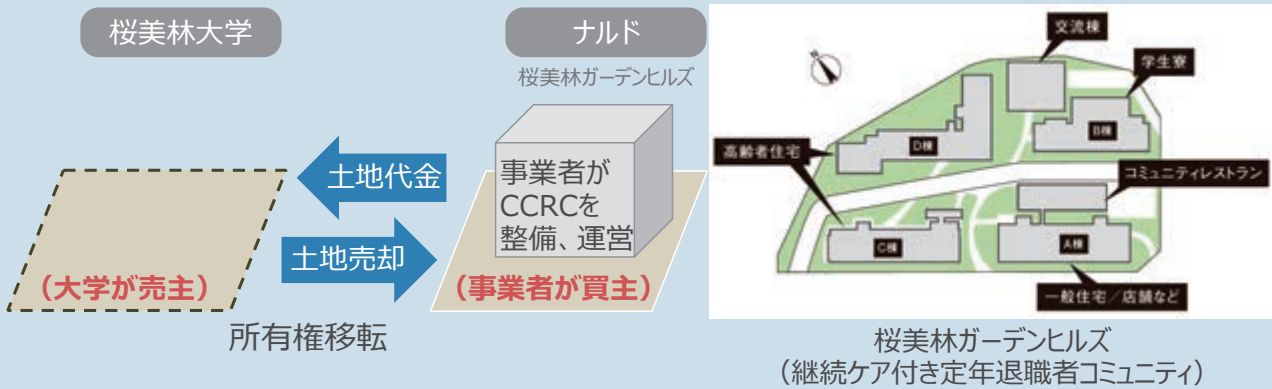 桜美林大学
ナルド
桜美林ガーデンヒルズ
土地代金
土地売却
事業者が
CCRCを
整備、運営
（大学が売主）
（事業者が買主）
所有権移転
交流棟
学生寮
B棟
高齢者住宅
D棟
コミュニティレストラン
C棟
A棟
一般住宅／店舗など
桜美林ガーデンヒルズ
（継続ケア付き定年退職者コミュニティ）